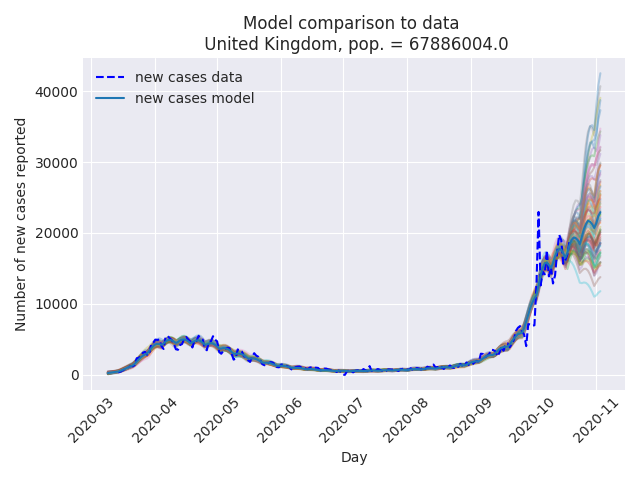 Model comparison to data
United Kingdom, pop. = 67886004.0
new cases data
new cases model
Number of new cases reported
40000
30000
20000
10000
0
2020-03
2020-04
2020-05
2020-06
2020-07
2020-08
2020-09
2020-10
2020-11
Day